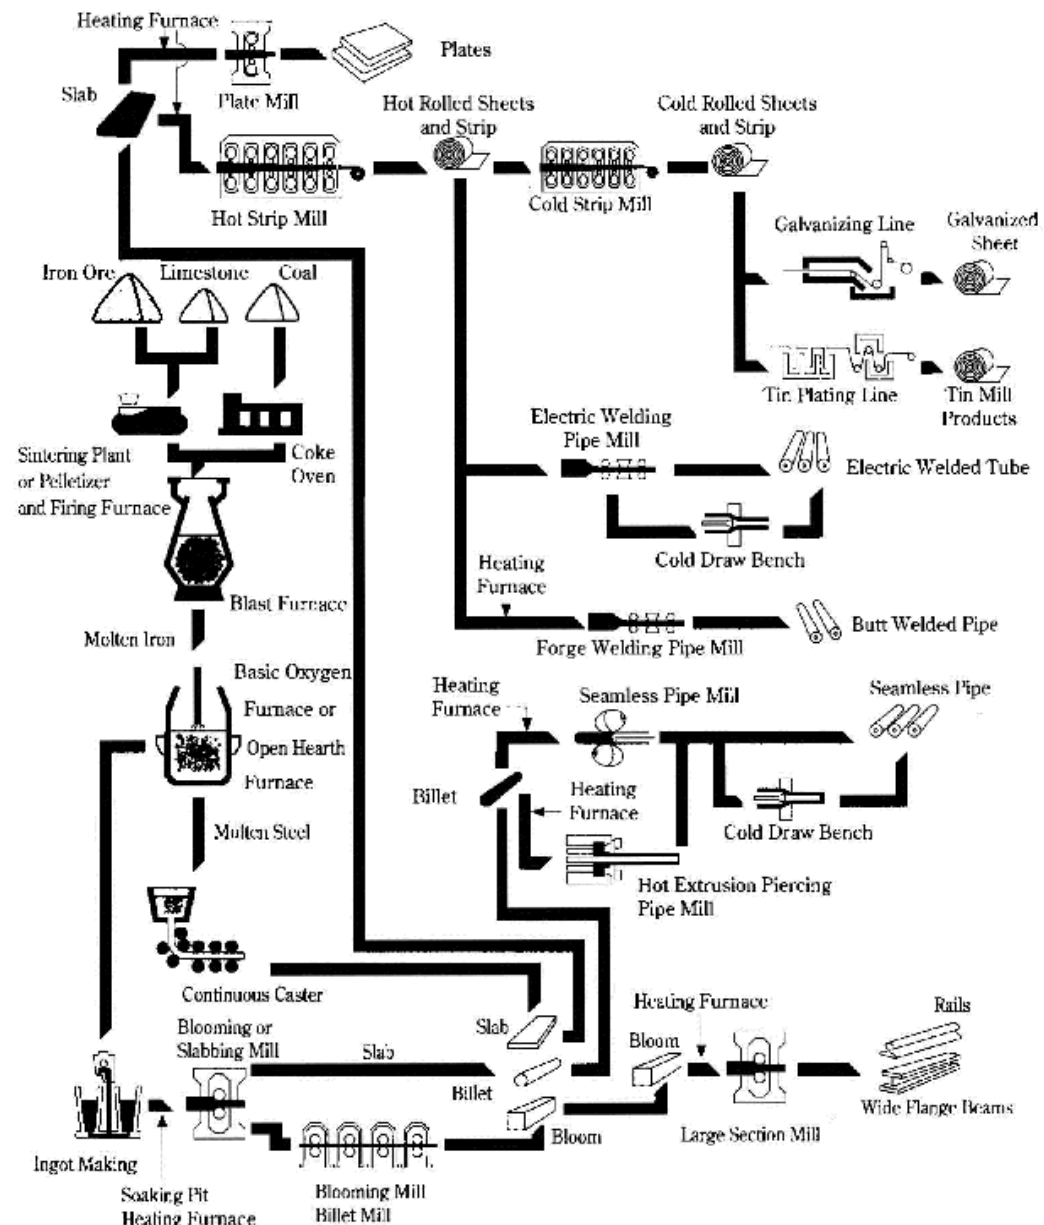 Heating Furnace
Plates
Slab
Plate Mill
Hot Rolled Sheets
and Strip
Cold Rolled Sheets
and Strip
Hot Strip Mill
Cold Strip Mill
Galvanizing Line
Galvanized
Sheet
Iron Ore
Limestone
Coal
Tin Plating Line
Tin Mill
Products
Electric Welding
Pipe Mill
Sintering Plant
or Pelletizer
and Firing Furnace
Coke
Oven
Electric Welded Tube
Cold Draw Bench
Heating
Furnace
Blast Furnace
Molten Iron
Butt Welded Pipe
Forge Welding Pipe Mill
Basic Oxygen
Furnace or
Open Hearth
Furnace
Heating
Furnace
Seamless Pipe Mill
Seamless Pipe
Billet
Heating
Furnace
Molten Steel
Cold Draw Bench
Hot Extrusion Piercing
Pipe Mill
Continuous Caster
Slab
Heating Furnace
Rails
Blooming or
Slabbing Mill
Slab
Bloom
Billet
Wide Flange Beams
Bloom
Large Section Mill
Ingot Making
Soaking Pit
Heating Furnace
Blooming Mill
Billet Mill